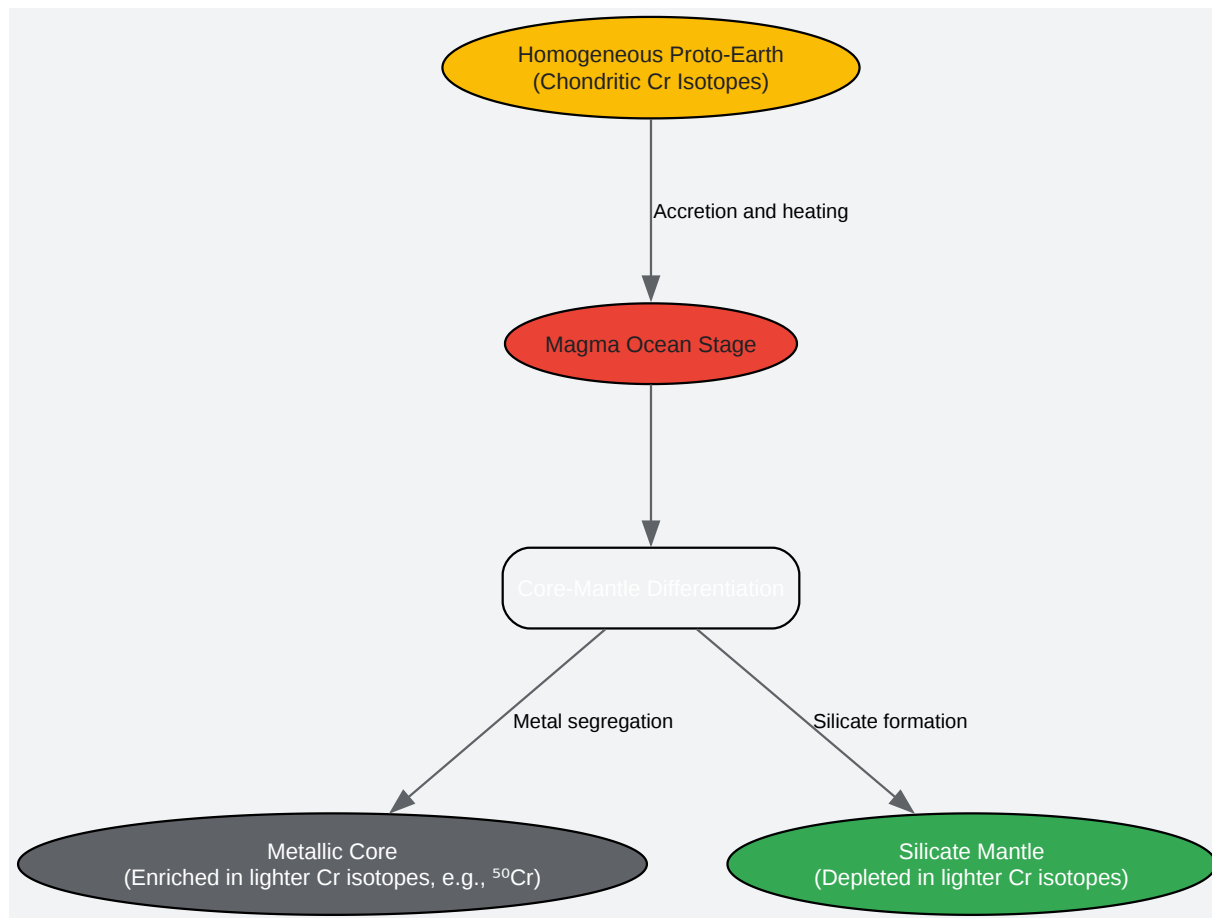 Homogeneous Proto-Earth
(Chondritic Cr Isotopes)
Accretion and heating
Magma Ocean Stage
Core-Mantle Differentiation
Metal segregation
Silicate formation
Metallic Core
(Enriched in lighter Cr isotopes, e.g., ⁵⁰Cr)
Silicate Mantle
(Depleted in lighter Cr isotopes)